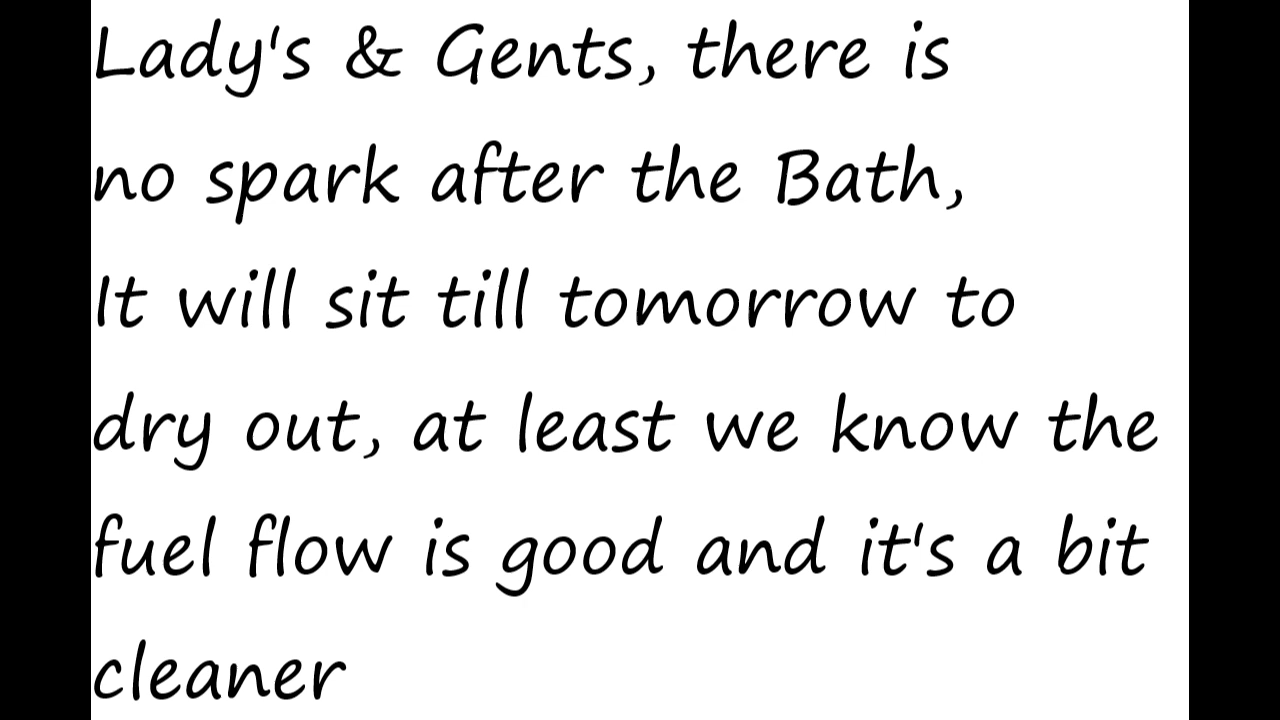 Lady's & Gents, there is
no spark after the Bath,
It will sit till tomorrow to
dry out, at least we know the
fuel flow is good and it's a bit
cleaner